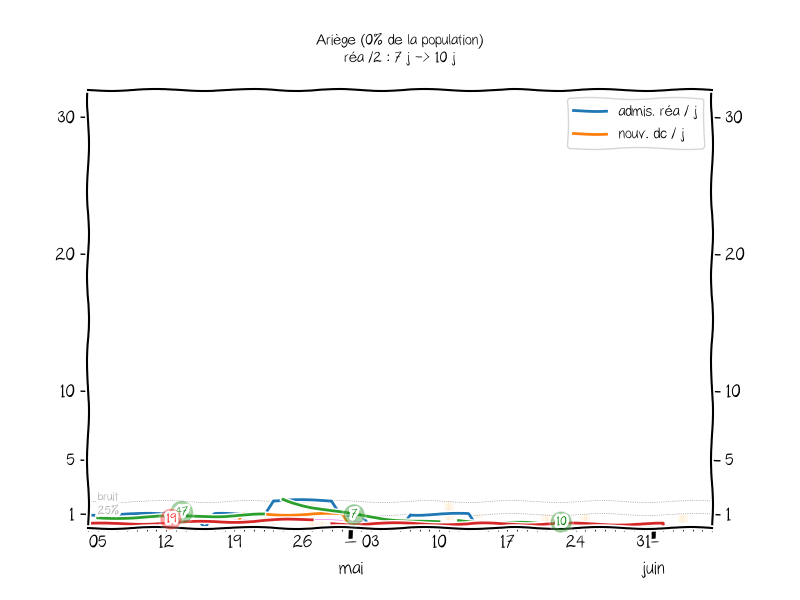 Ariège (0% de la population)
réa /2 : 7 j -> 10 j
admis. réa / j
nouv. dc / j
30 30
20 20
10 10
5 5
bruit
25%
1 1
19 47 7 10
05 12 19 26 03 10 17 24 31
mai juin